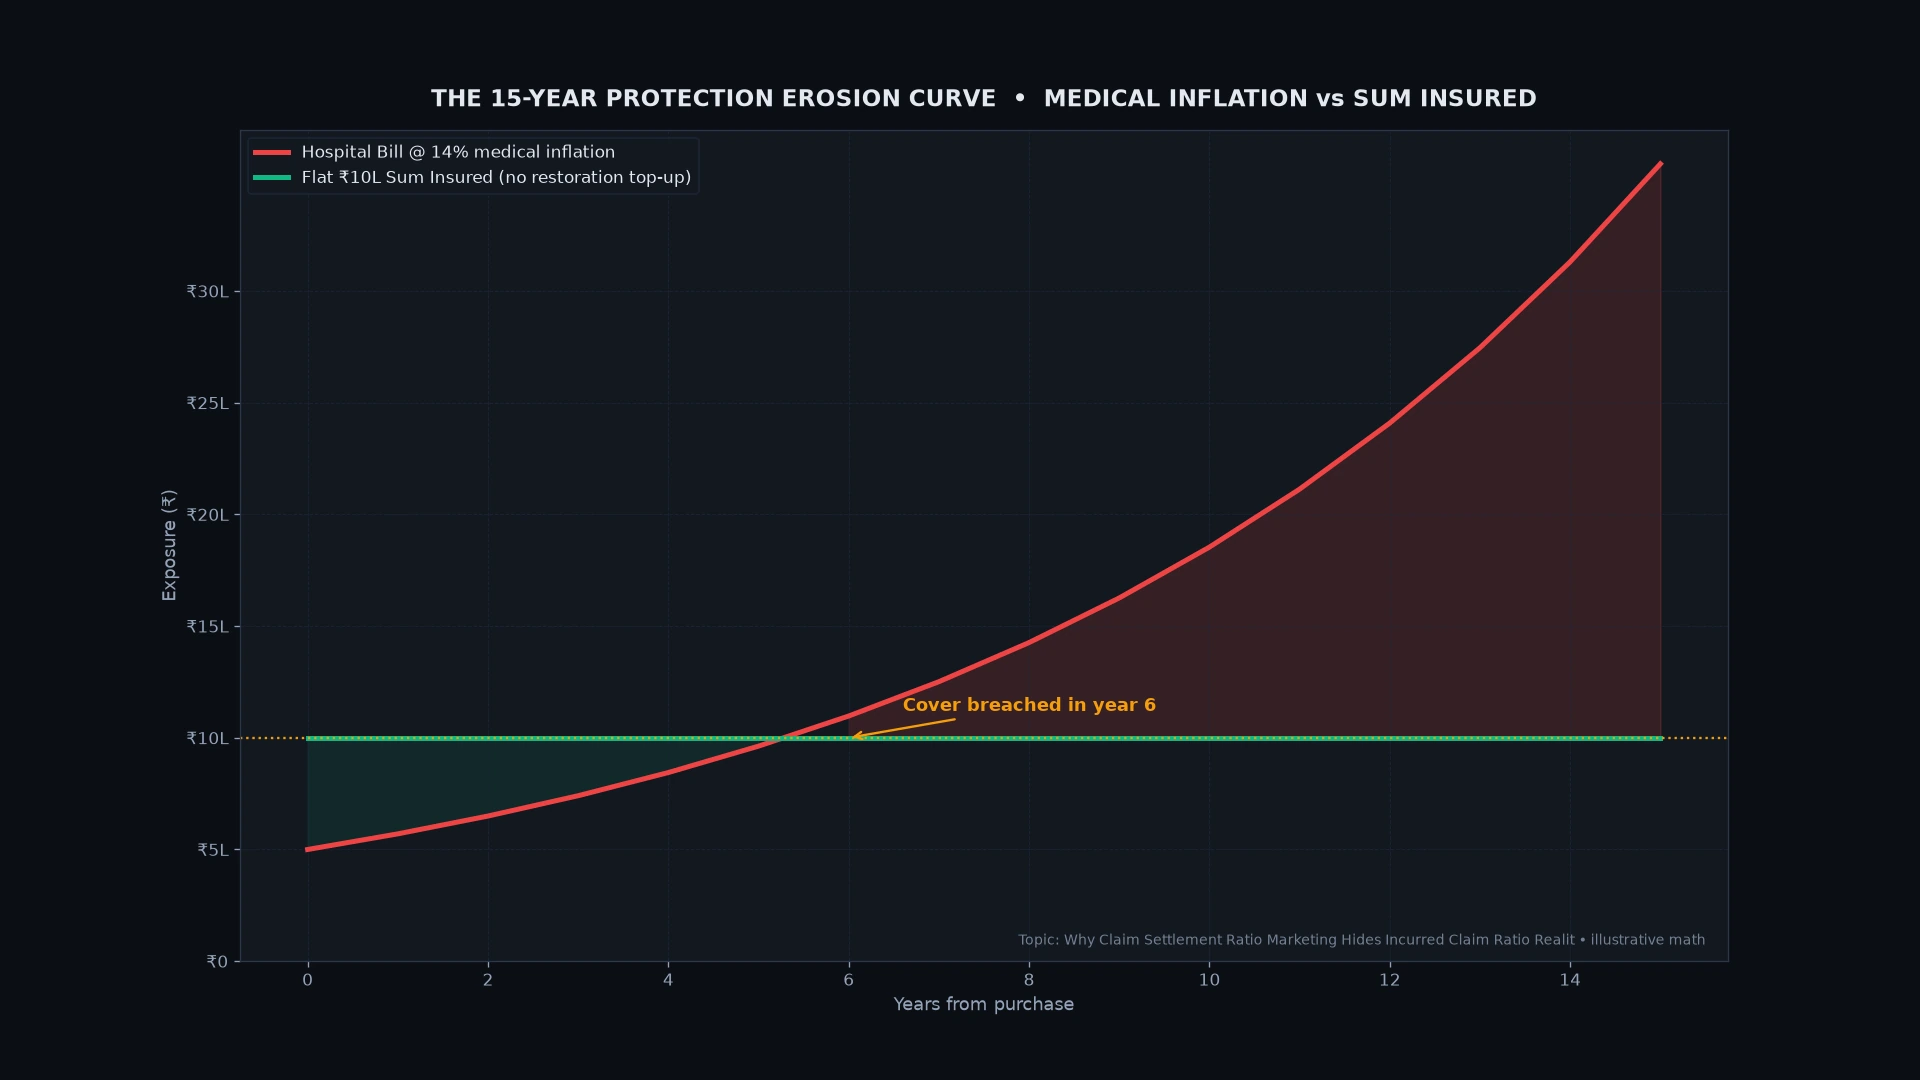 THE 15-YEAR PROTECTION EROSION CURVE • MEDICAL INFLATION vs SUM INSURED
Hospital Bill @ 14% medical inflation
Flat ₹10L Sum Insured (no restoration top-up)
₹30L
₹25L
₹20L
₹15L
₹10L
₹5L
₹0
Exposure (₹)
Cover breached in year 6
Topic: Why Claim Settlement Ratio Marketing Hides Incurred Claim Ratio Realit • illustrative math
0 2 4 6 8 10 12 14
Years from purchase